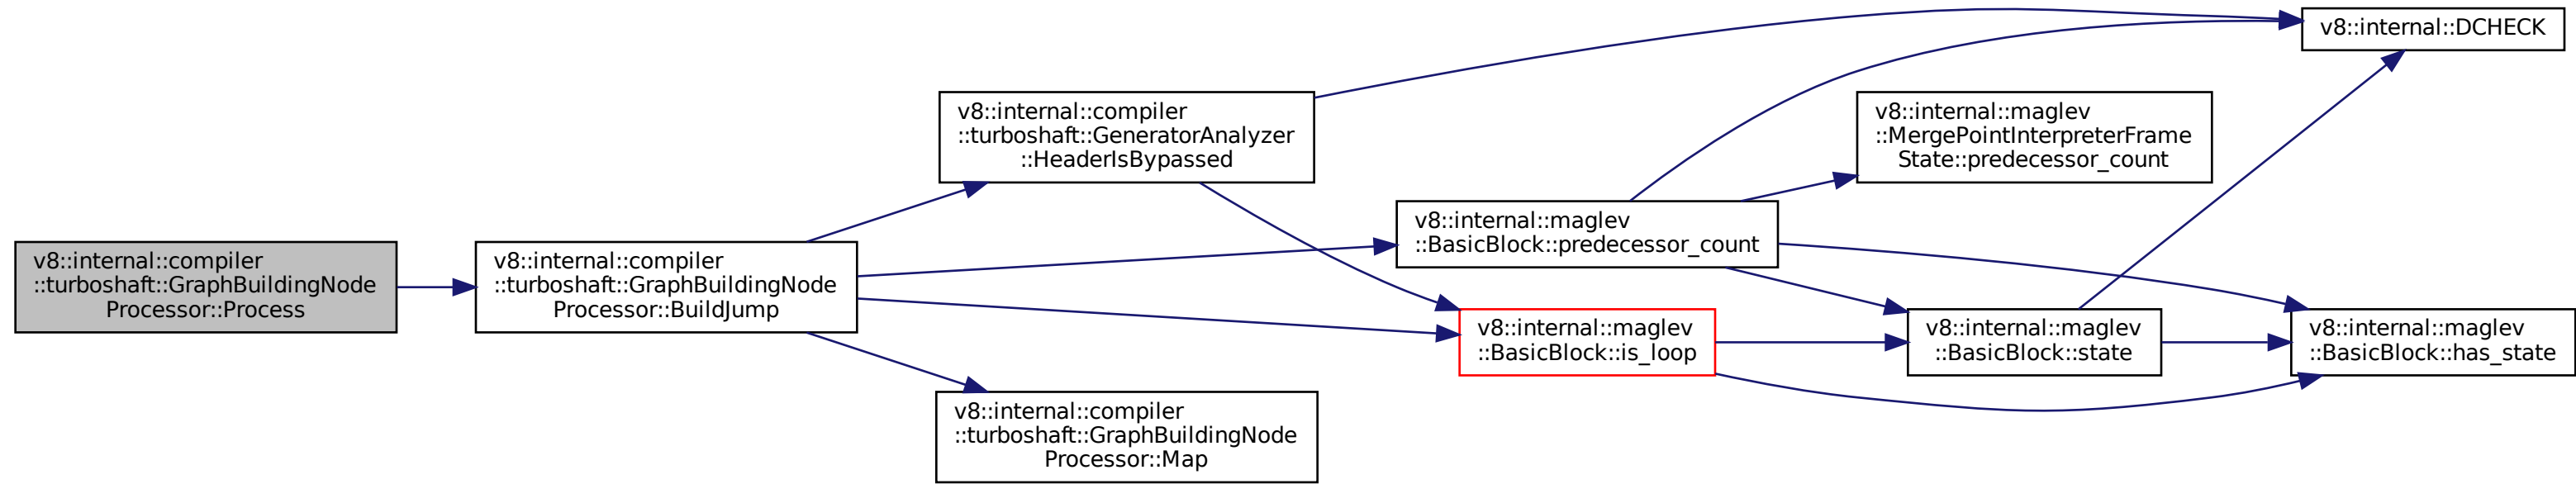 v8::internal::compiler
::turboshaft::GraphBuildingNode
Processor::Process
v8::internal::compiler
::turboshaft::GraphBuildingNode
Processor::BuildJump
v8::internal::compiler
::turboshaft::GeneratorAnalyzer
::HeaderIsBypassed
v8::internal::compiler
::turboshaft::GraphBuildingNode
Processor::Map
v8::internal::maglev
::BasicBlock::predecessor_count
v8::internal::maglev
::BasicBlock::is_loop
v8::internal::maglev
::MergePointInterpreterFrame
State::predecessor_count
v8::internal::maglev
::BasicBlock::state
v8::internal::DCHECK
v8::internal::maglev
::BasicBlock::has_state